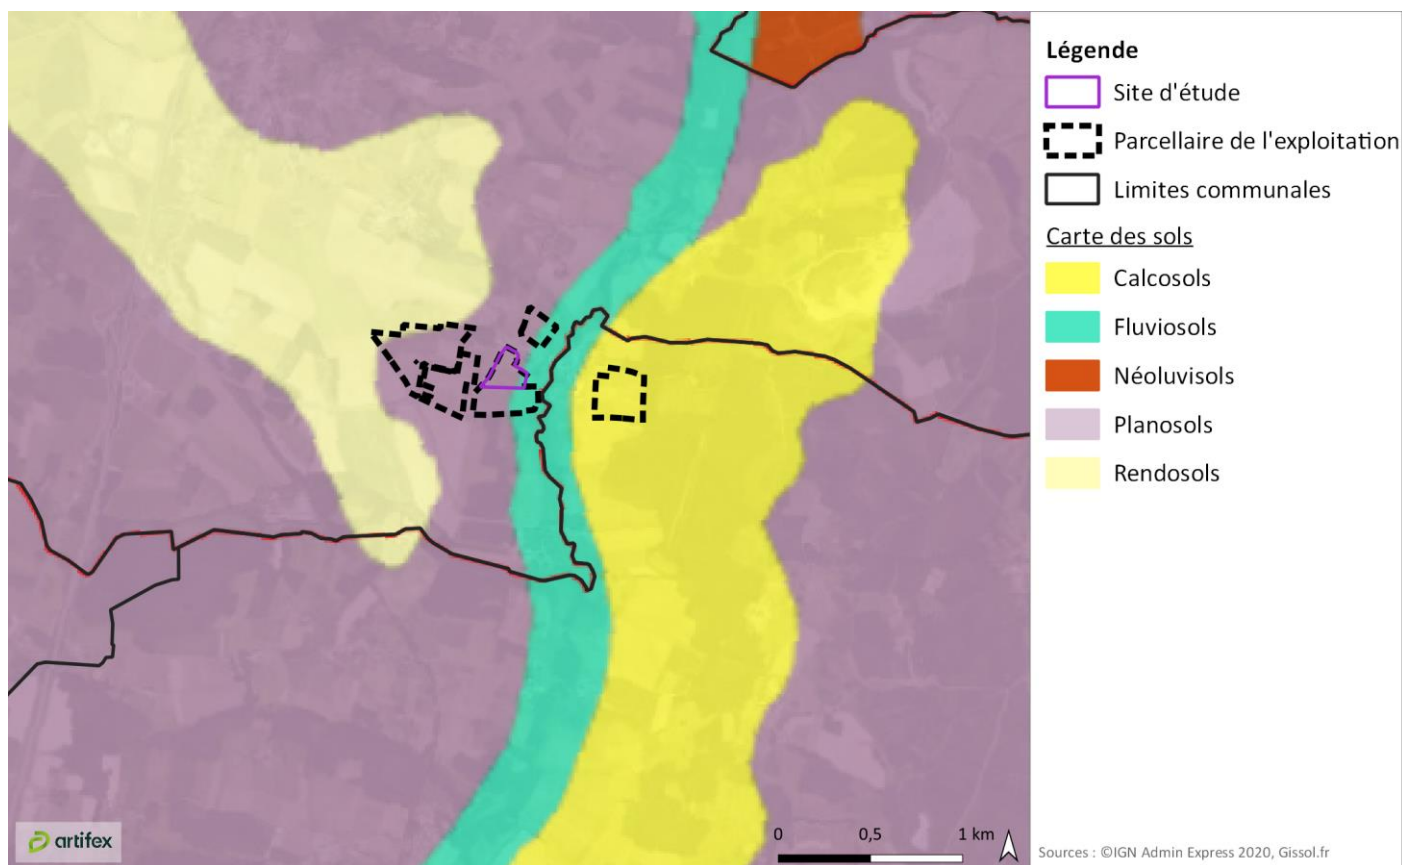 Légende
Site d'étude
Parcellaire de l'exploitation
Limites communales
Carte des sols
Calcosols
Fluviosols
Néoluvisols
Planosols
Rendosols
artifex
0 0,5 1 km
Sources : ©IGN Admin Express 2020, Gissol.fr